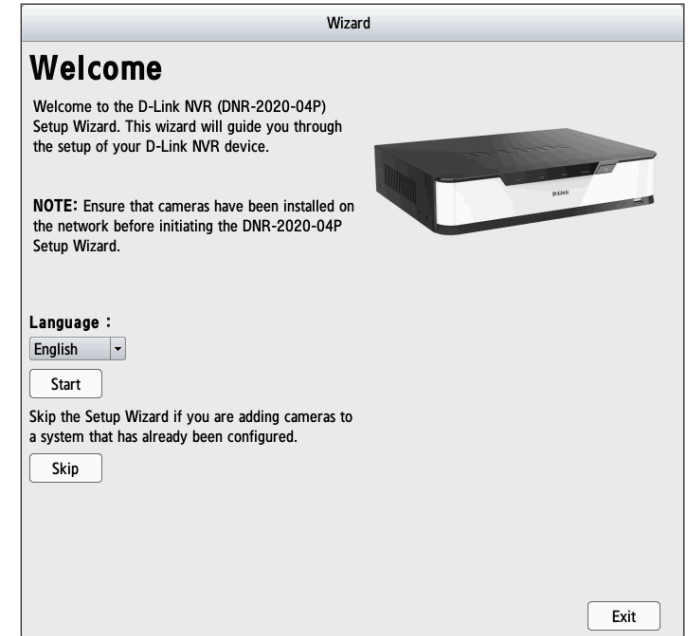 Wizard
Welcome
Welcome to the D-Link NVR (DNR-2020-04P)
Setup Wizard. This wizard will guide you through
the setup of your D-Link NVR device.
D-Link
NOTE: Ensure that cameras have been installed on
the network before initiating the DNR-2020-04P
Setup Wizard.
Language :
English
Start
Skip the Setup Wizard if you are adding cameras to
a system that has already been configured.
Skip
Exit